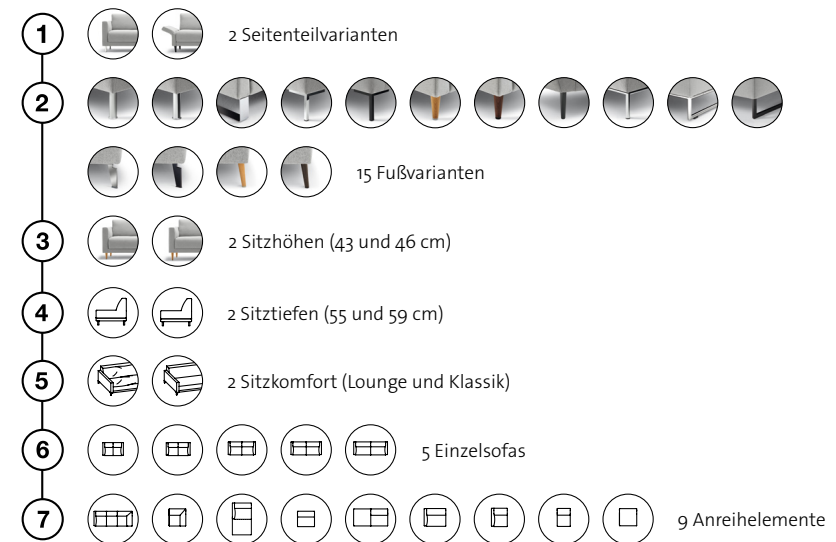 1 2 Seitenteilvarianten
2
15 Fußvarianten
3 2 Sitzhöhen (43 und 46 cm)
4 2 Sitztiefen (55 und 59 cm)
5 2 Sitzkomfort (Lounge und Klassik)
6 5 Einzelsofas
7 9 Anreihelemente